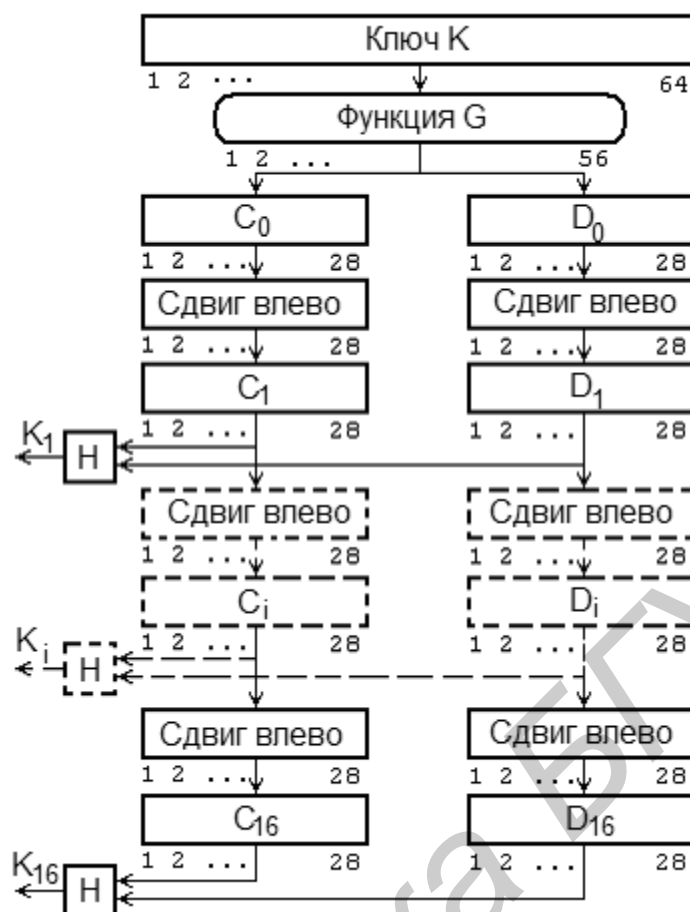 Ключ K
1 2 ... 64
Функция G
1 2 ... 56
C0 D0
1 2 ... 28 1 2 ... 28
Сдвиг влево Сдвиг влево
1 2 ... 28 1 2 ... 28
C1 D1
1 2 ... 28 1 2 ... 28
K1 H
Сдвиг влево Сдвиг влево
1 2 ... 28 1 2 ... 28
Ci Di
1 2 ... 28 1 2 ... 28
Ki H
Сдвиг влево Сдвиг влево
1 2 ... 28 1 2 ... 28
C16 D16
1 2 ... 28 1 2 ... 28
K16 H